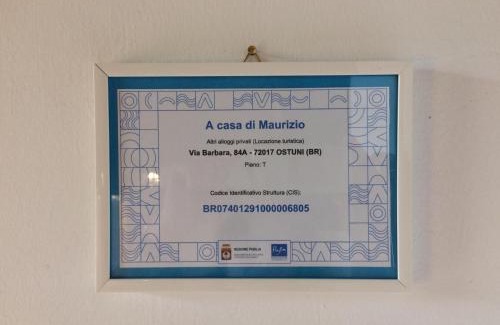 A casa di Maurizio
Altri alloggi privati (Locazione turistica)
Via Barbara, 84A - 72017 OSTUNI (BR)
Piano: T
Codice Identificativo Struttura (CIS):
BR07401291000006805
REGIONE PUGLIA